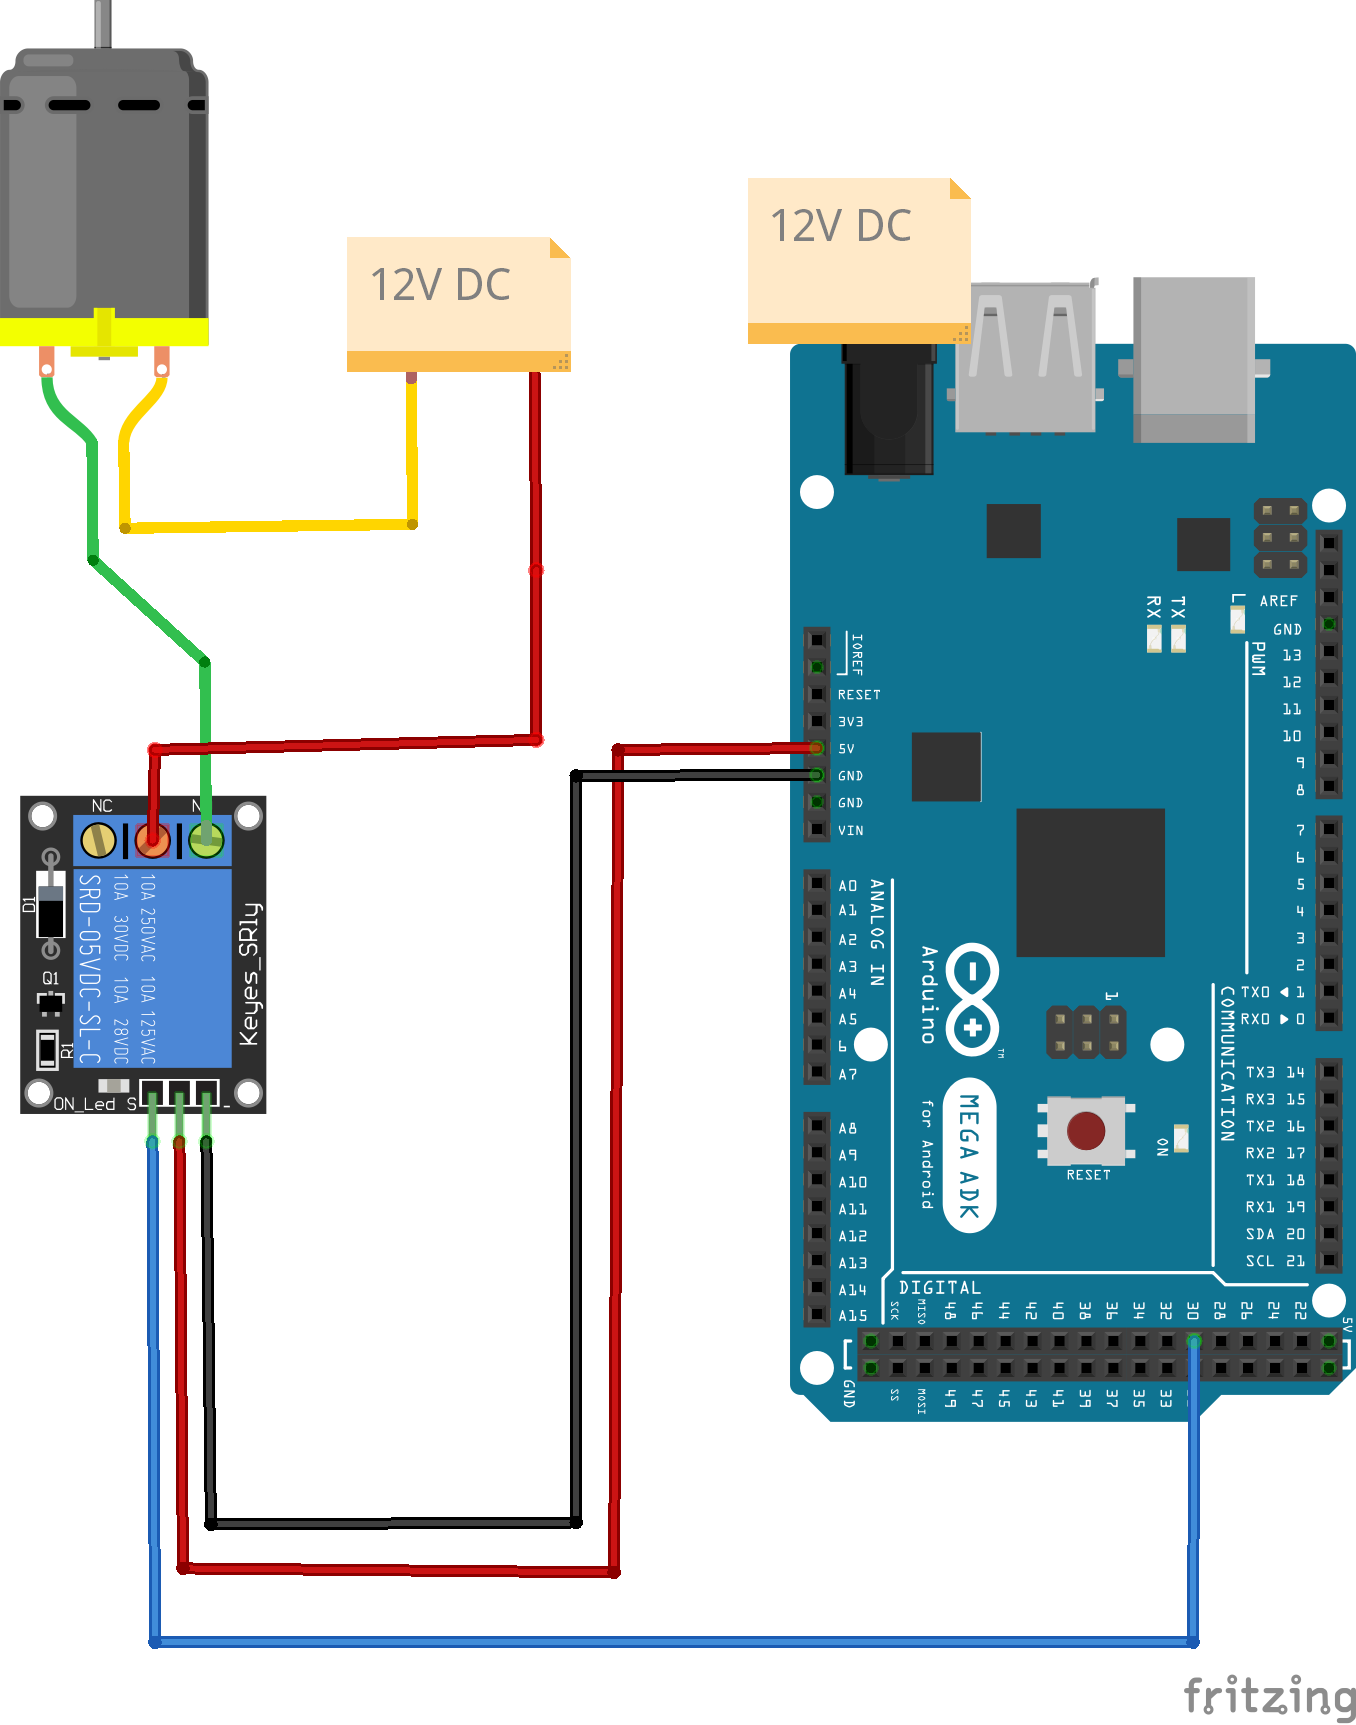 12V DC
12V DC
IOREF
RESET
3V3
5V
GND
GND
VIN
AREF
GND
13
12
11
10
9
8
PWM
L
TX
RX
7
6
5
4
3
2
TX0 ◀ 1
RX0 ▶ 0
TX3 14
RX3 15
TX2 16
RX2 17
TX1 18
RX1 19
SDA 20
SCL 21
COMMUNICATION
A0
A1
A2
A3
A4
A5
6
A7
ANALOG IN
A8
A9
A10
A11
A12
A13
A14
A15
Arduino
TM
MEGA ADK
for Android
1
RESET
ON
DIGITAL
SCK
MISO
48
46
44
42
40
38
36
34
32
30
28
26
24
22
5V
GND
SS
MOSI
49
47
45
43
41
39
37
35
33
NC
SRD-05VDC-SL-C
10A 30VDC 10A 28VDC
10A 250VAC 10A 125VAC
Keyes_SRly
D1
Q1
R1
ON_Led S -
fritzing